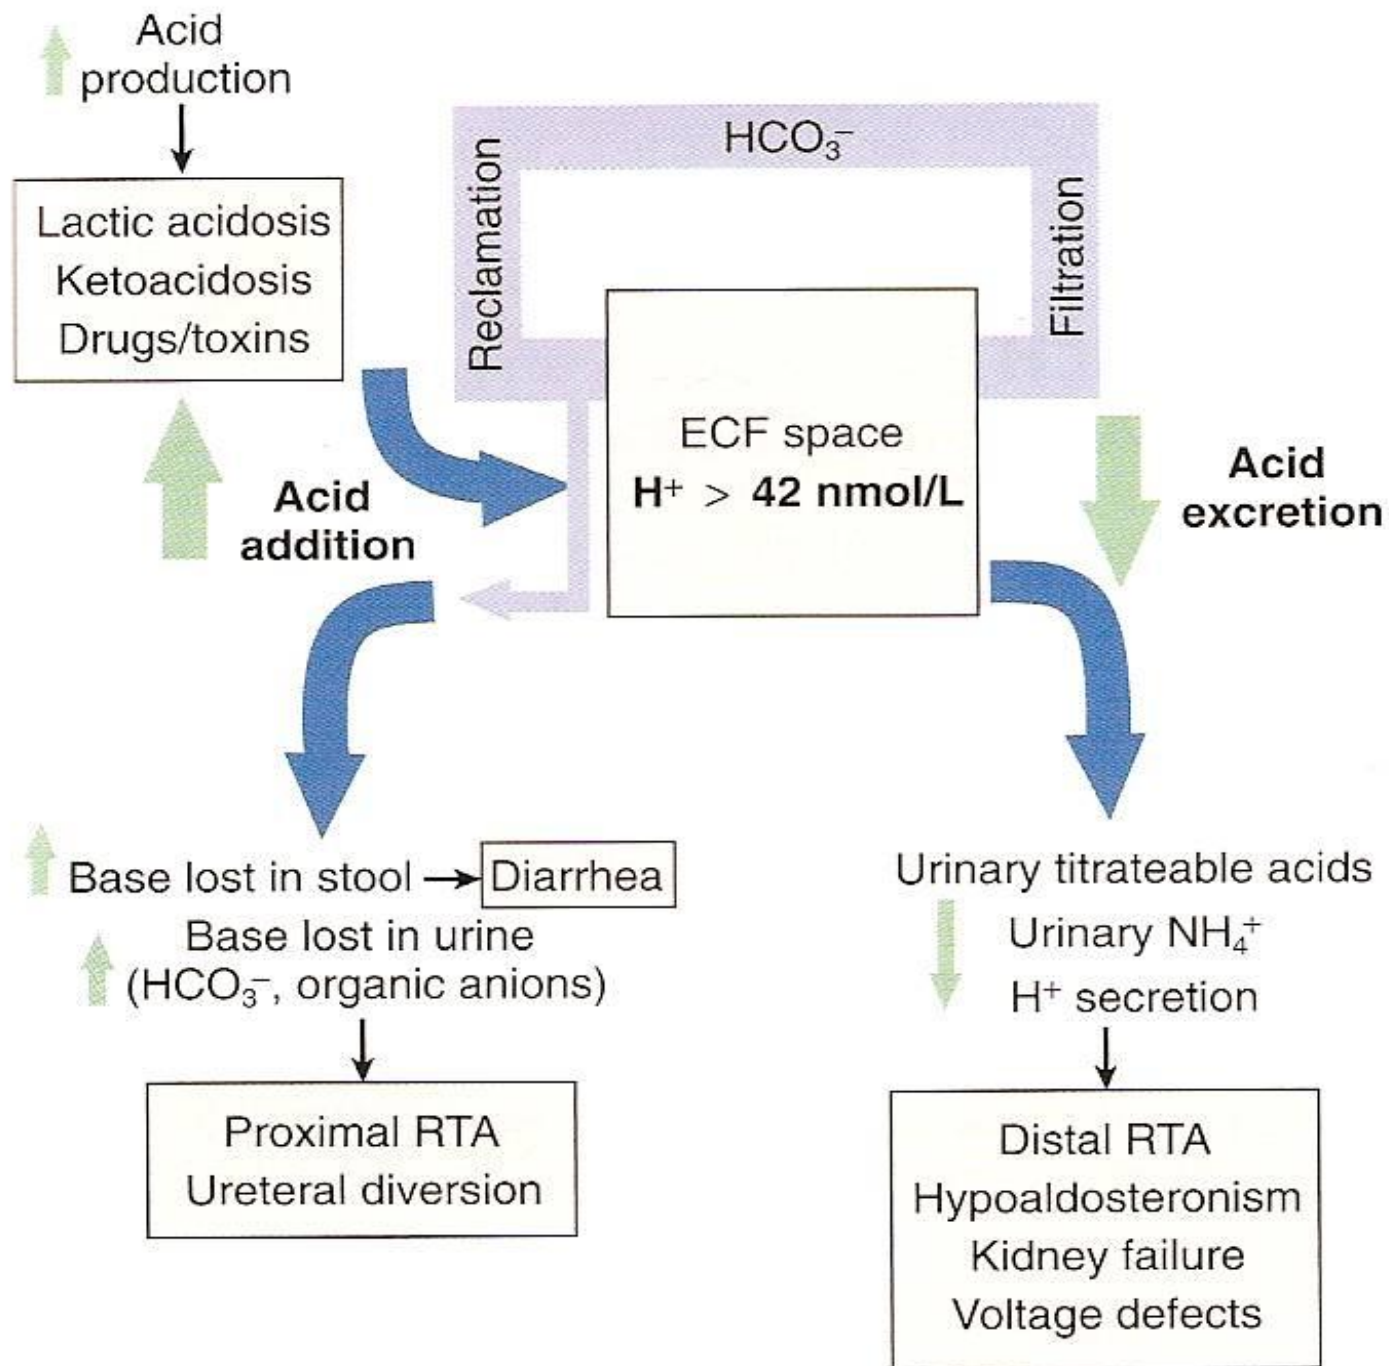 Acid
production
Lactic acidosis
Ketoacidosis
Drugs/toxins
HCO₃⁻
Reclamation
Filtration
ECF space
H⁺ > 42 nmol/L
Acid
addition
Acid
excretion
Base lost in stool
Diarrhea
Base lost in urine
(HCO₃⁻, organic anions)
Proximal RTA
Ureteral diversion
Urinary titrateable acids
Urinary NH₄⁺
H⁺ secretion
Distal RTA
Hypoaldosteronism
Kidney failure
Voltage defects